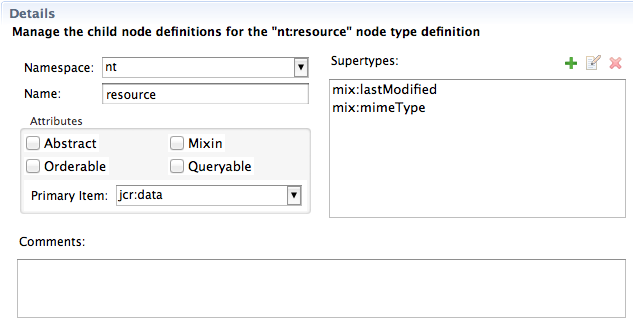 Details
Manage the child node definitions for the "nt:resource" node type definition
Namespace: nt
Name: resource
Attributes
Abstract Mixin
Orderable Queryable
Primary Item: jcr:data
Supertypes:
mix:lastModified
mix:mimeType
Comments: